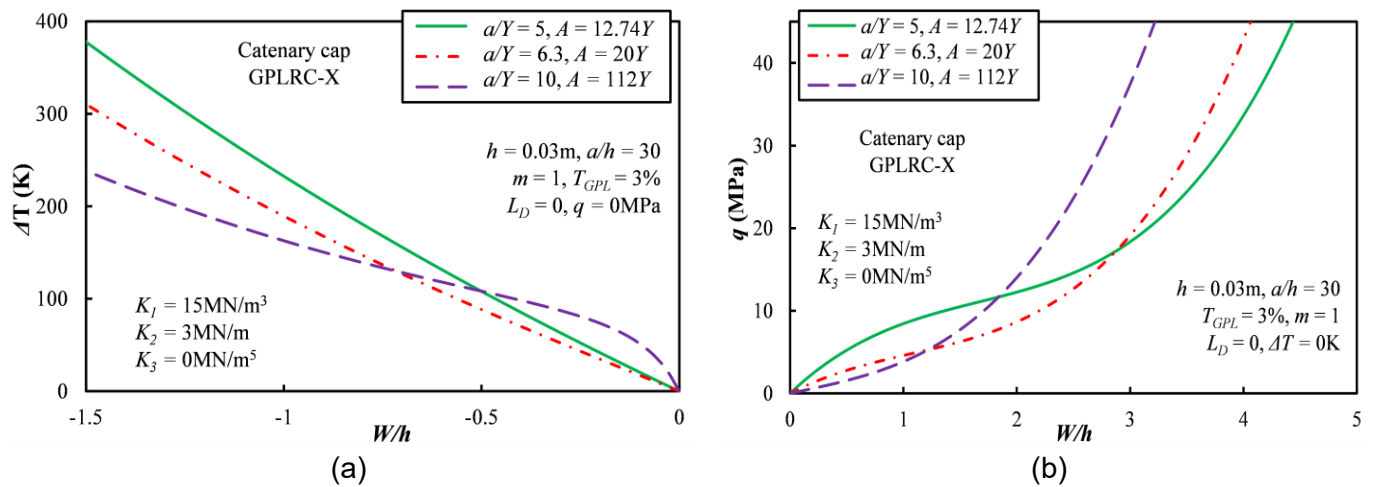 400
300
200
100
0
-1.5
-1
-0.5
0
ΔT (K)
W/h
Catenary cap
GPLRC-X
a/Y = 5, A = 12.74Y
a/Y = 6.3, A = 20Y
a/Y = 10, A = 112Y
h = 0.03m, a/h = 30
m = 1, T_GPL = 3%
L_D = 0, q = 0MPa
K_1 = 15MN/m³
K_2 = 3MN/m
K_3 = 0MN/m⁵
(a)
40
30
20
10
0
0
1
2
3
4
5
q (MPa)
W/h
a/Y = 5, A = 12.74Y
a/Y = 6.3, A = 20Y
a/Y = 10, A = 112Y
Catenary cap
GPLRC-X
K_1 = 15MN/m³
K_2 = 3MN/m
K_3 = 0MN/m⁵
h = 0.03m, a/h = 30
T_GPL = 3%, m = 1
L_D = 0, ΔT = 0K
(b)